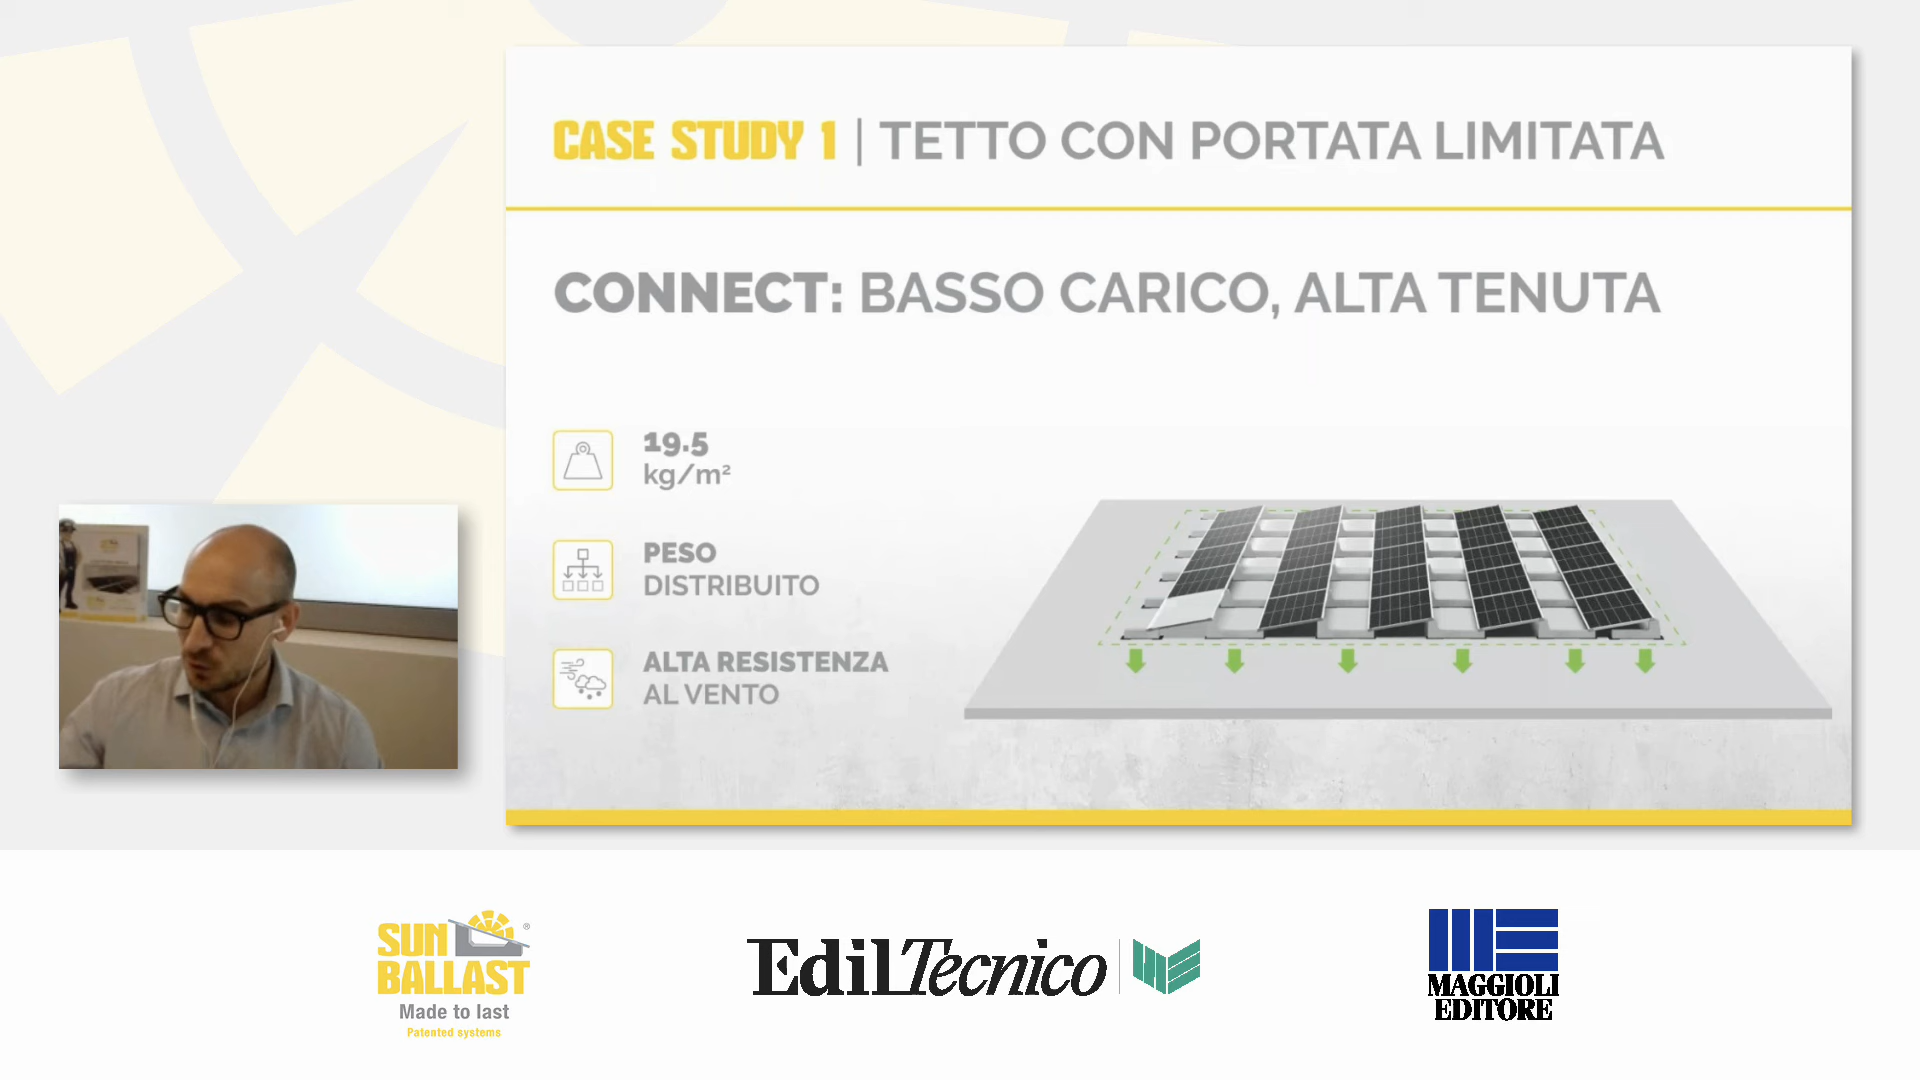 CASE STUDY 1 | TETTO CON PORTATA LIMITATA
CONNECT: BASSO CARICO, ALTA TENUTA
19.5
kg/m²
PESO
DISTRIBUITO
ALTA RESISTENZA
AL VENTO
SUN
BALLAST
®
Made to last
Patented systems
EdilTecnico
MAGGIOLI
EDITORE